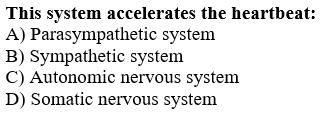 This system accelerates the heartbeat:
A) Parasympathetic system
B) Sympathetic system
C) Autonomic nervous system
D) Somatic nervous system